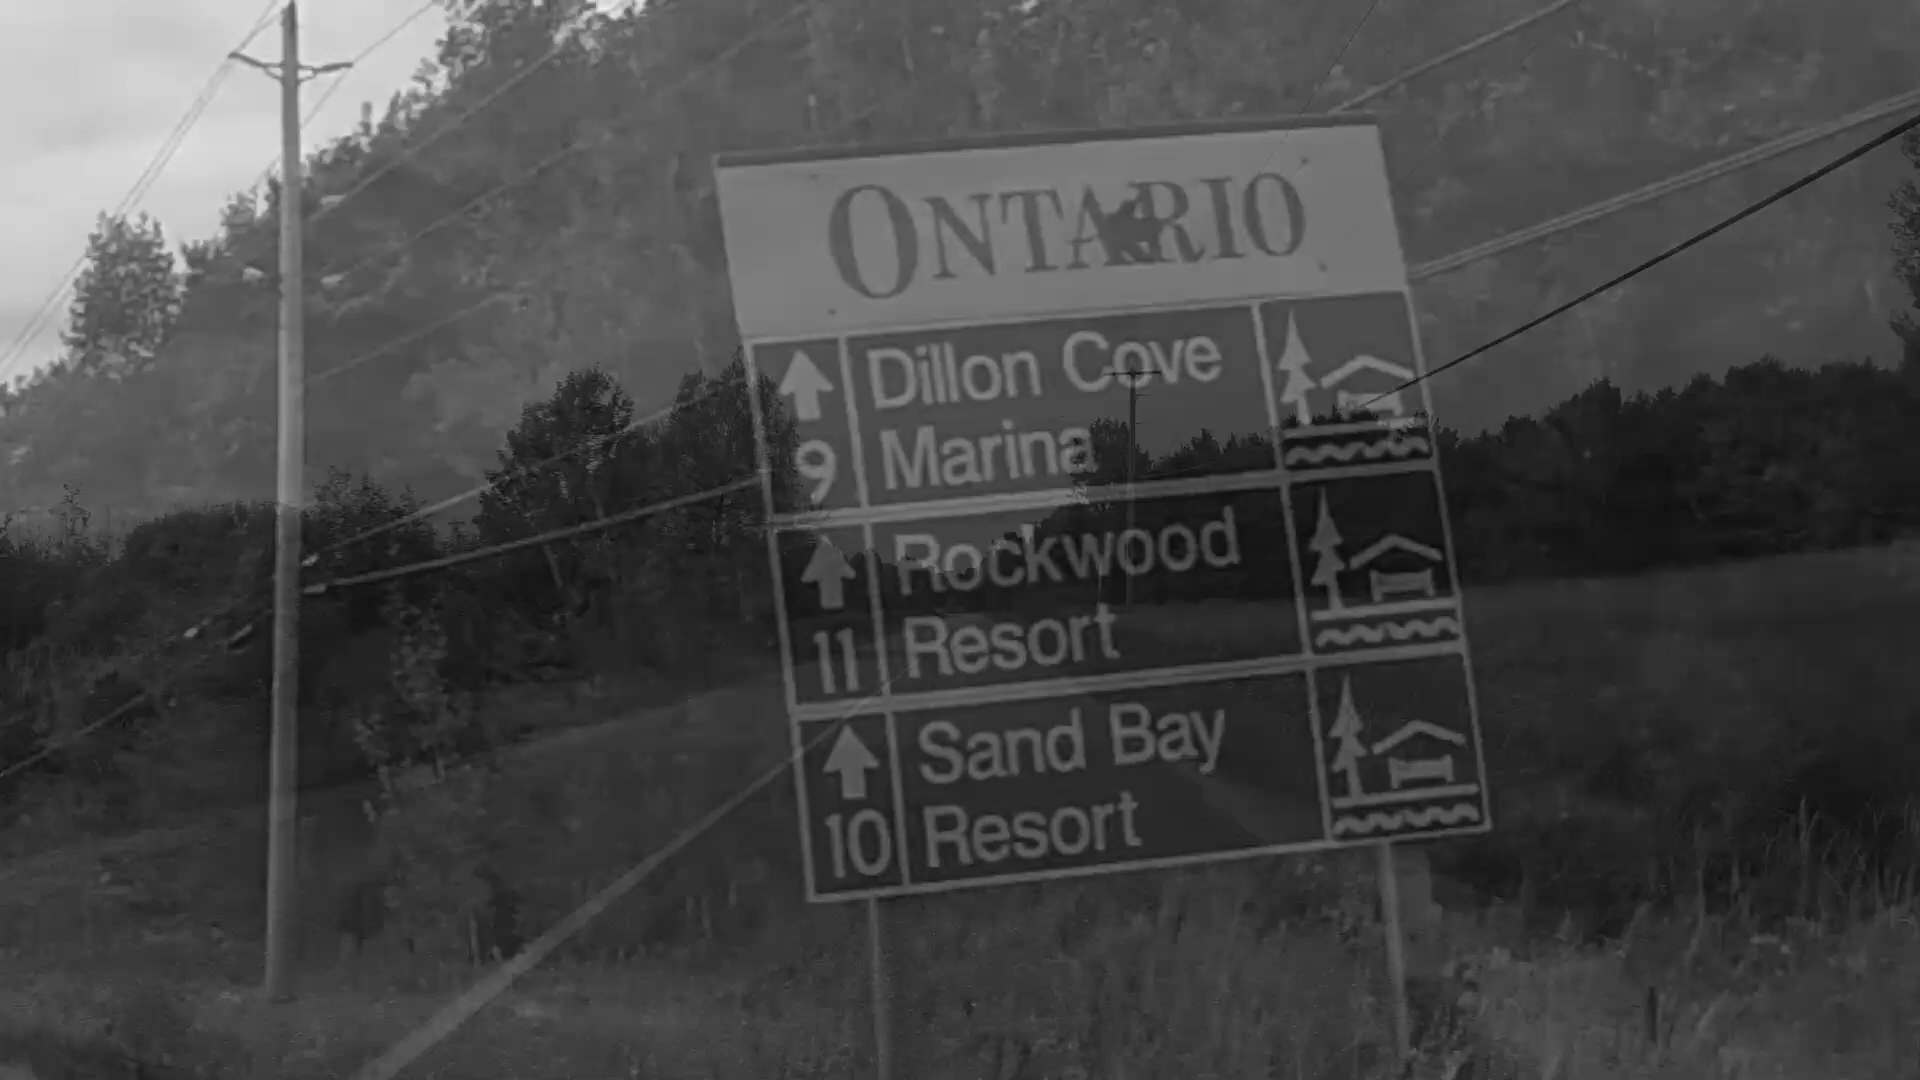 ONTARIO
Dillon Cove
9 Marina
Rockwood
11 Resort
Sand Bay
10 Resort